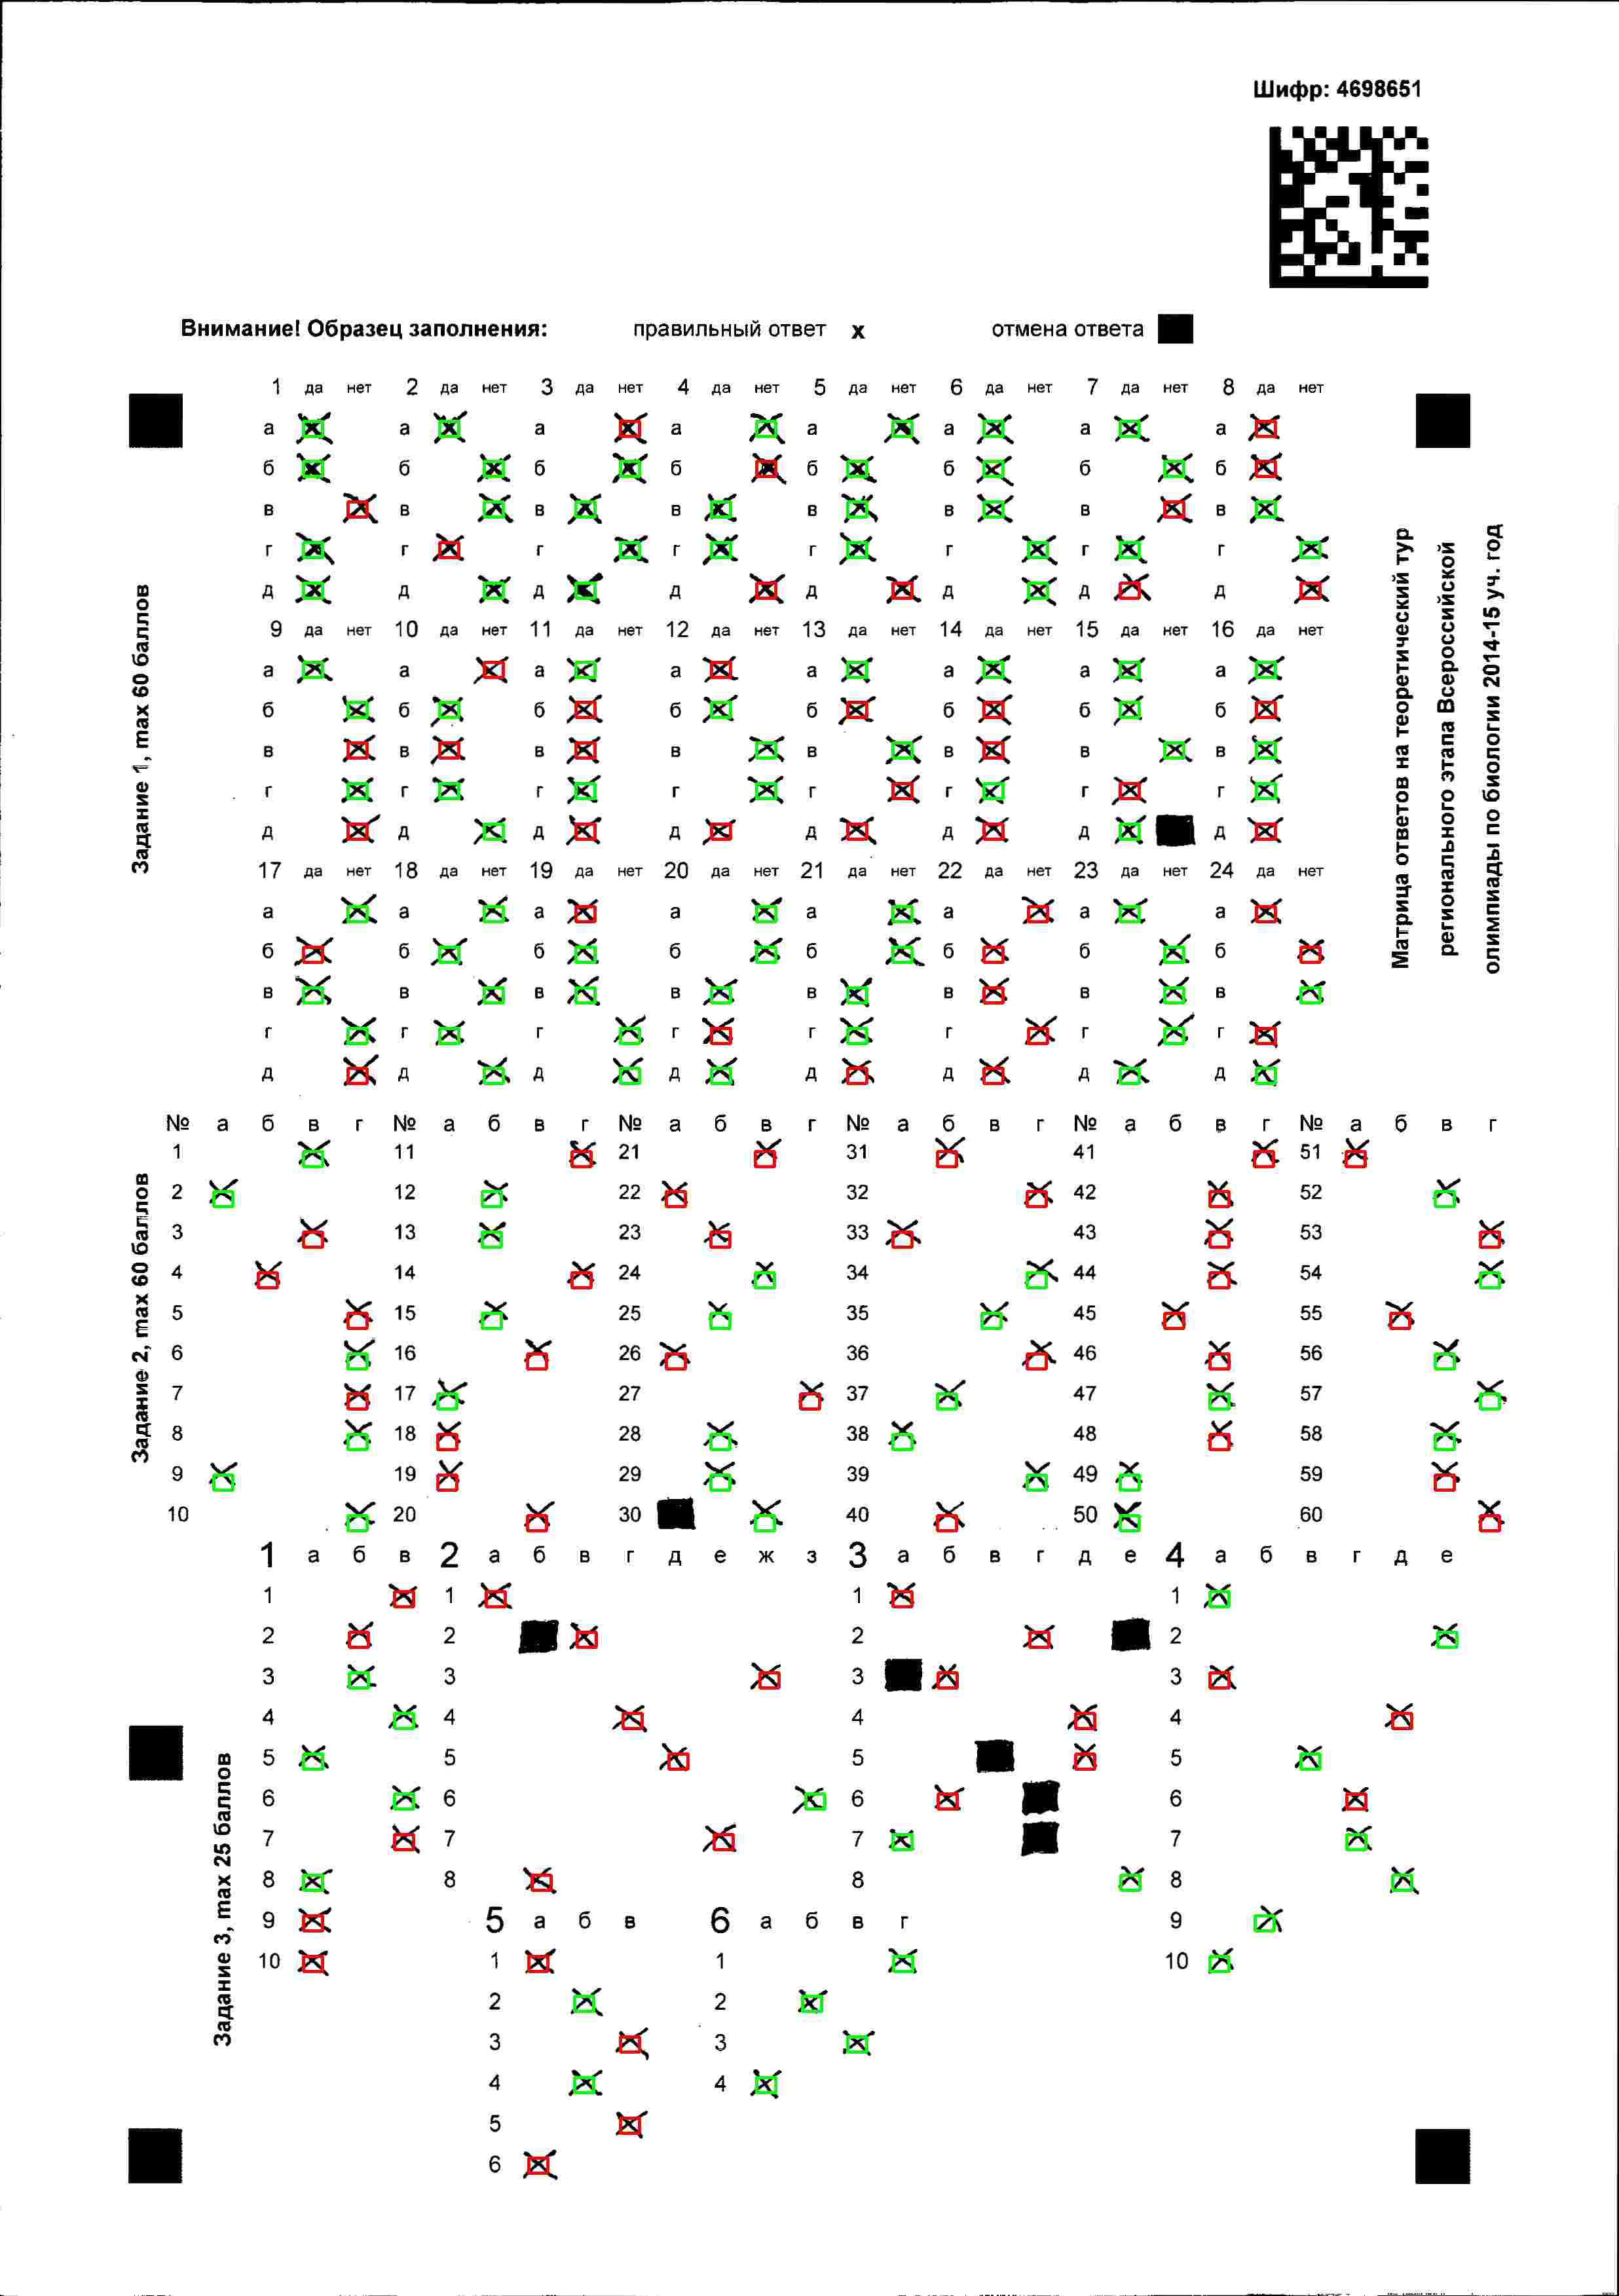 Шифр: 4698651
Внимание! Образец заполнения: правильный ответ x отмена ответа
1 да нет 2 да нет 3 да нет 4 да нет 5 да нет 6 да нет 7 да нет 8 да нет
а а а а а а а а
б б б б б б б б
в в в в в в в в
г г г г г г г г
д д д д д д д д
9 да нет 10 да нет 11 да нет 12 да нет 13 да нет 14 да нет 15 да нет 16 да нет
а а а а а а а а
б б б б б б б б
в в в в в в в в
г г г г г г г г
д д д д д д д д
17 да нет 18 да нет 19 да нет 20 да нет 21 да нет 22 да нет 23 да нет 24 да нет
а а а а а а а а
б б б б б б б б
в в в в в в в в
г г г г г г г г
д д д д д д д д
Задание 1, max 60 баллов
Матрица ответов на теоретический тур
регионального этапа Всероссийской
олимпиады по биологии 2014-15 уч. год
№ а б в г № а б в г № а б в г № а б в г № а б в г № а б в г
1 11 21 31 41 51
2 12 22 32 42 52
3 13 23 33 43 53
4 14 24 34 44 54
5 15 25 35 45 55
6 16 26 36 46 56
7 17 27 37 47 57
8 18 28 38 48 58
9 19 29 39 49 59
10 20 30 40 50 60
Задание 2, max 60 баллов
1 а б в 2 а б в г д е ж з 3 а б в г д е 4 а б в г д е
1 1 1 1
2 2 2 2
3 3 3 3
4 4 4 4
5 5 5 5
6 6 6 6
7 7 7 7
8 8 8 8
9 5 а б в 6 а б в г 9
10 1 1 10
2 2
3 3
4 4
5
6
Задание 3, max 25 баллов